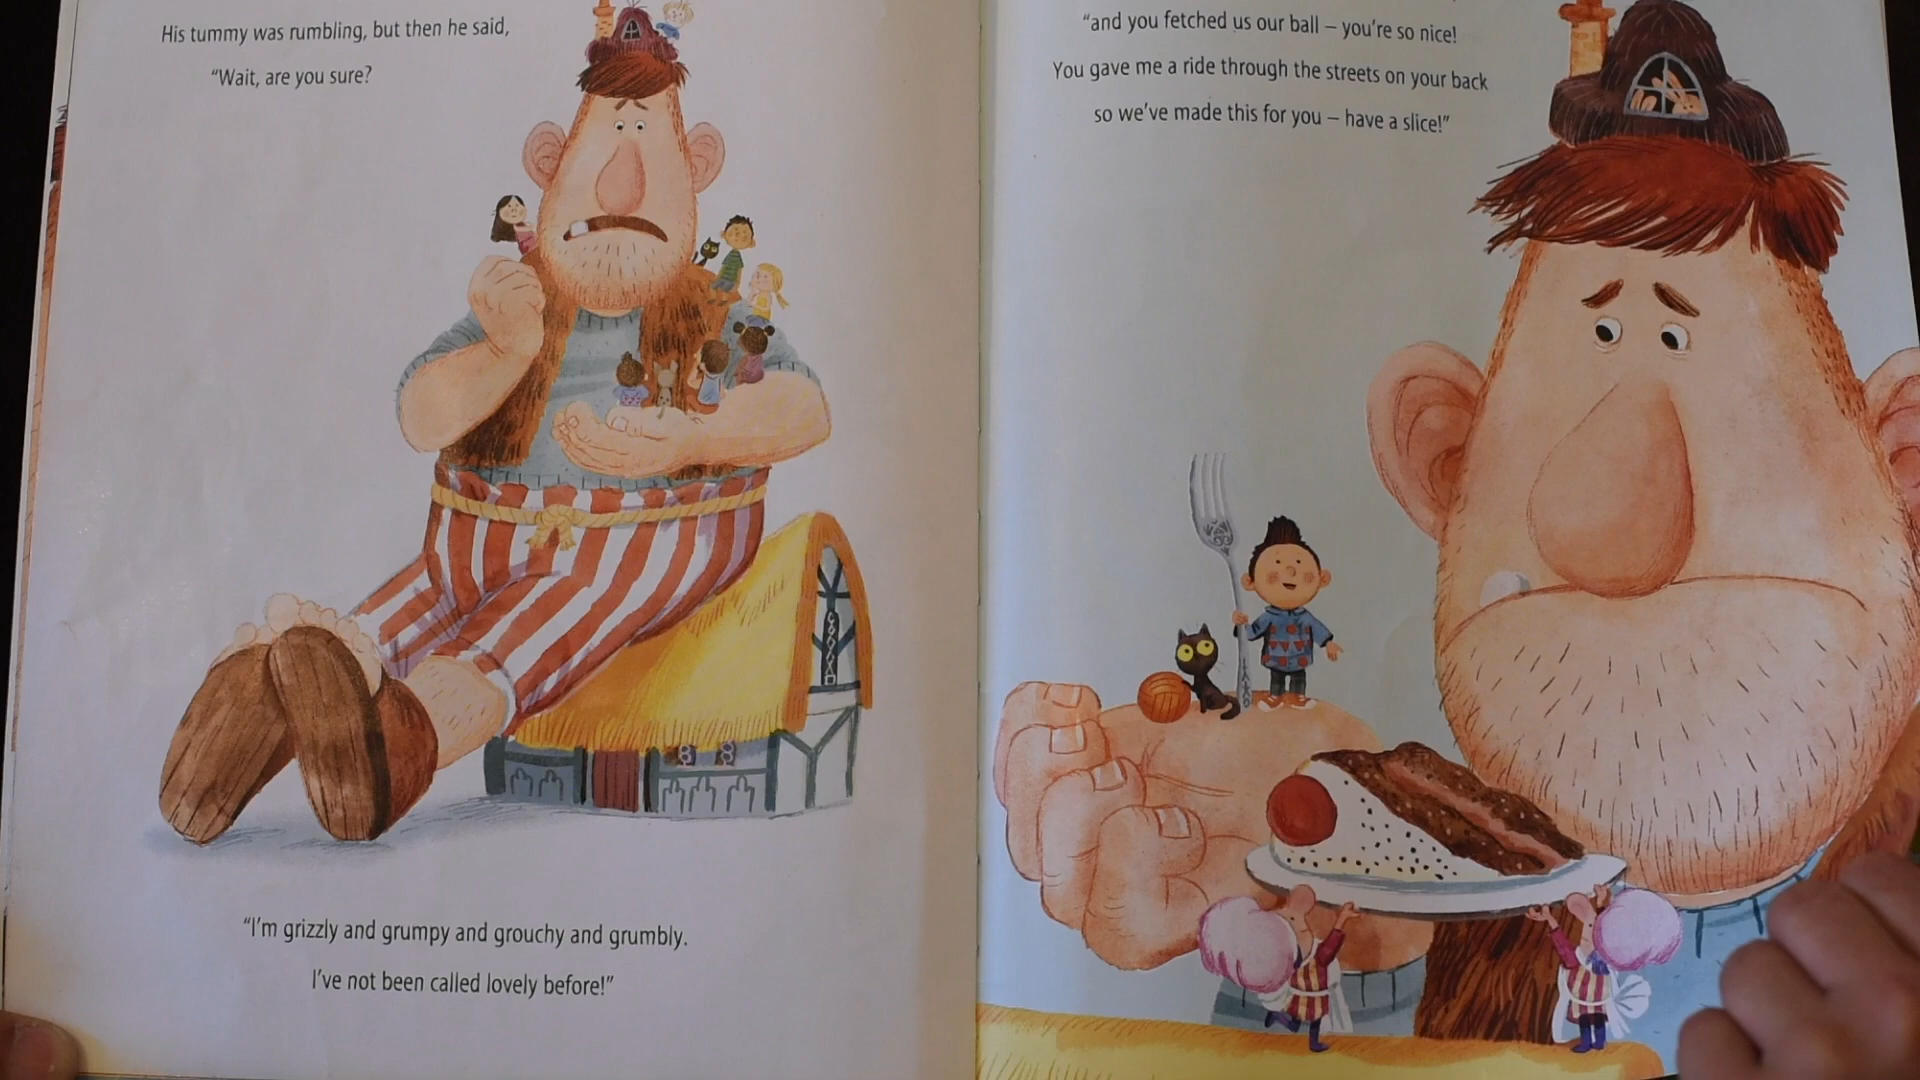 His tummy was rumbling, but then he said,
“Wait, are you sure?
“I’m grizzly and grumpy and grouchy and grumbly.
I’ve not been called lovely before!”
“and you fetched us our ball – you’re so nice!
You gave me a ride through the streets on your back
so we’ve made this for you – have a slice!”